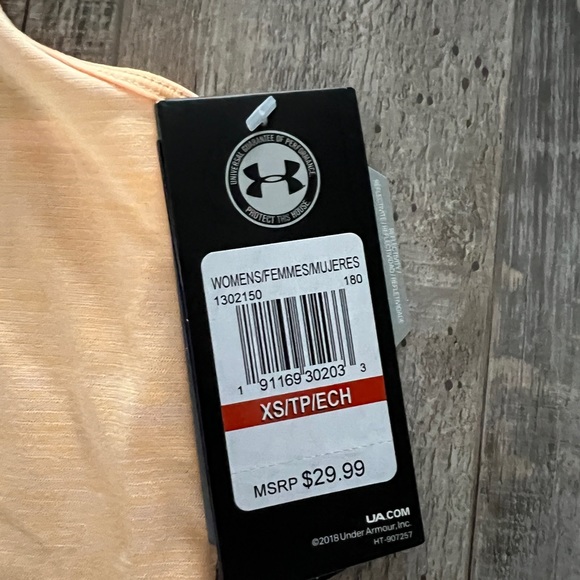 UNIVERSAL GUARANTEE OF PERFORMANCE
PROTECT THIS HOUSE
WOMENS/FEMMES/MUJERES
1302150 180
1 91169 30203 3
XS/TP/ECH
MSRP $29.99
UA.COM
©2018 Under Armour, Inc.
HT-907257